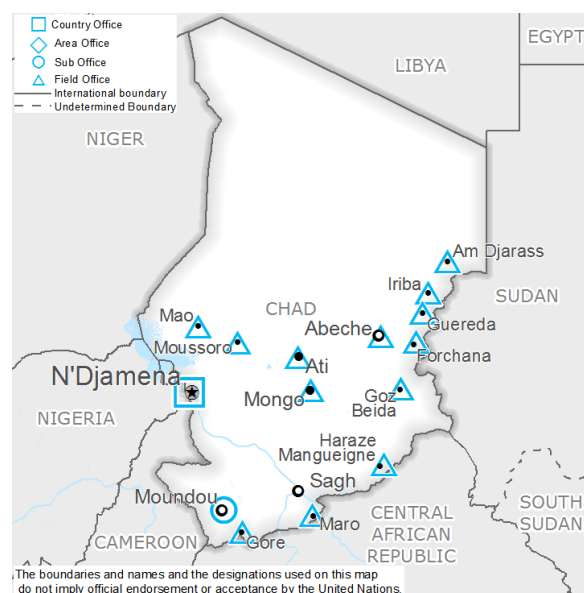 Country Office
Area Office
Sub Office
Field Office
International boundary
Undetermined Boundary
EGYPT
LIBYA
NIGER
Am Djarass
Iriba
SUDAN
Mao
CHAD
Abeche
Guereda
Moussoro
Forchana
Ati
N'Djamena
Mongo
Goz
Beida
NIGERIA
Haraze
Mangueigne
Sagh
Moundou
SOUTH
SUDAN
Maro
CENTRAL
AFRICAN
REPUBLIC
CAMEROON
Gore
The boundaries and names and the designations used on this map
do not imply official endorsement or acceptance by the United Nations.